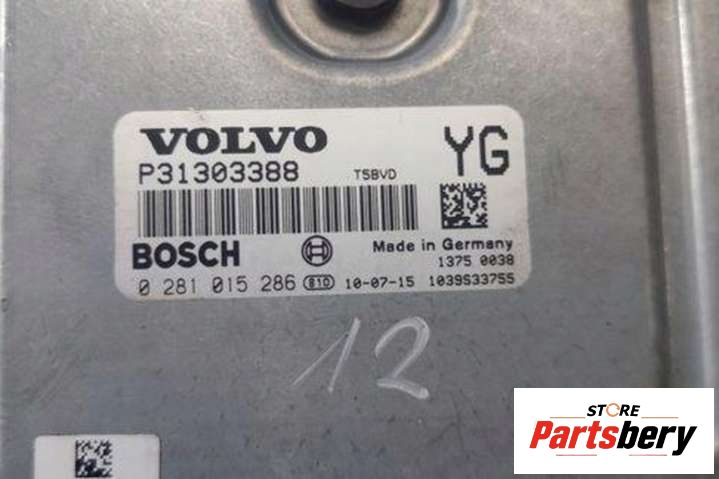 VOLVO
YG
P31303388 TSBVD
BOSCH Made in Germany
1375 0038
0 281 015 286 810 10-07-15 1039S33755
12
STORE
Partsbery